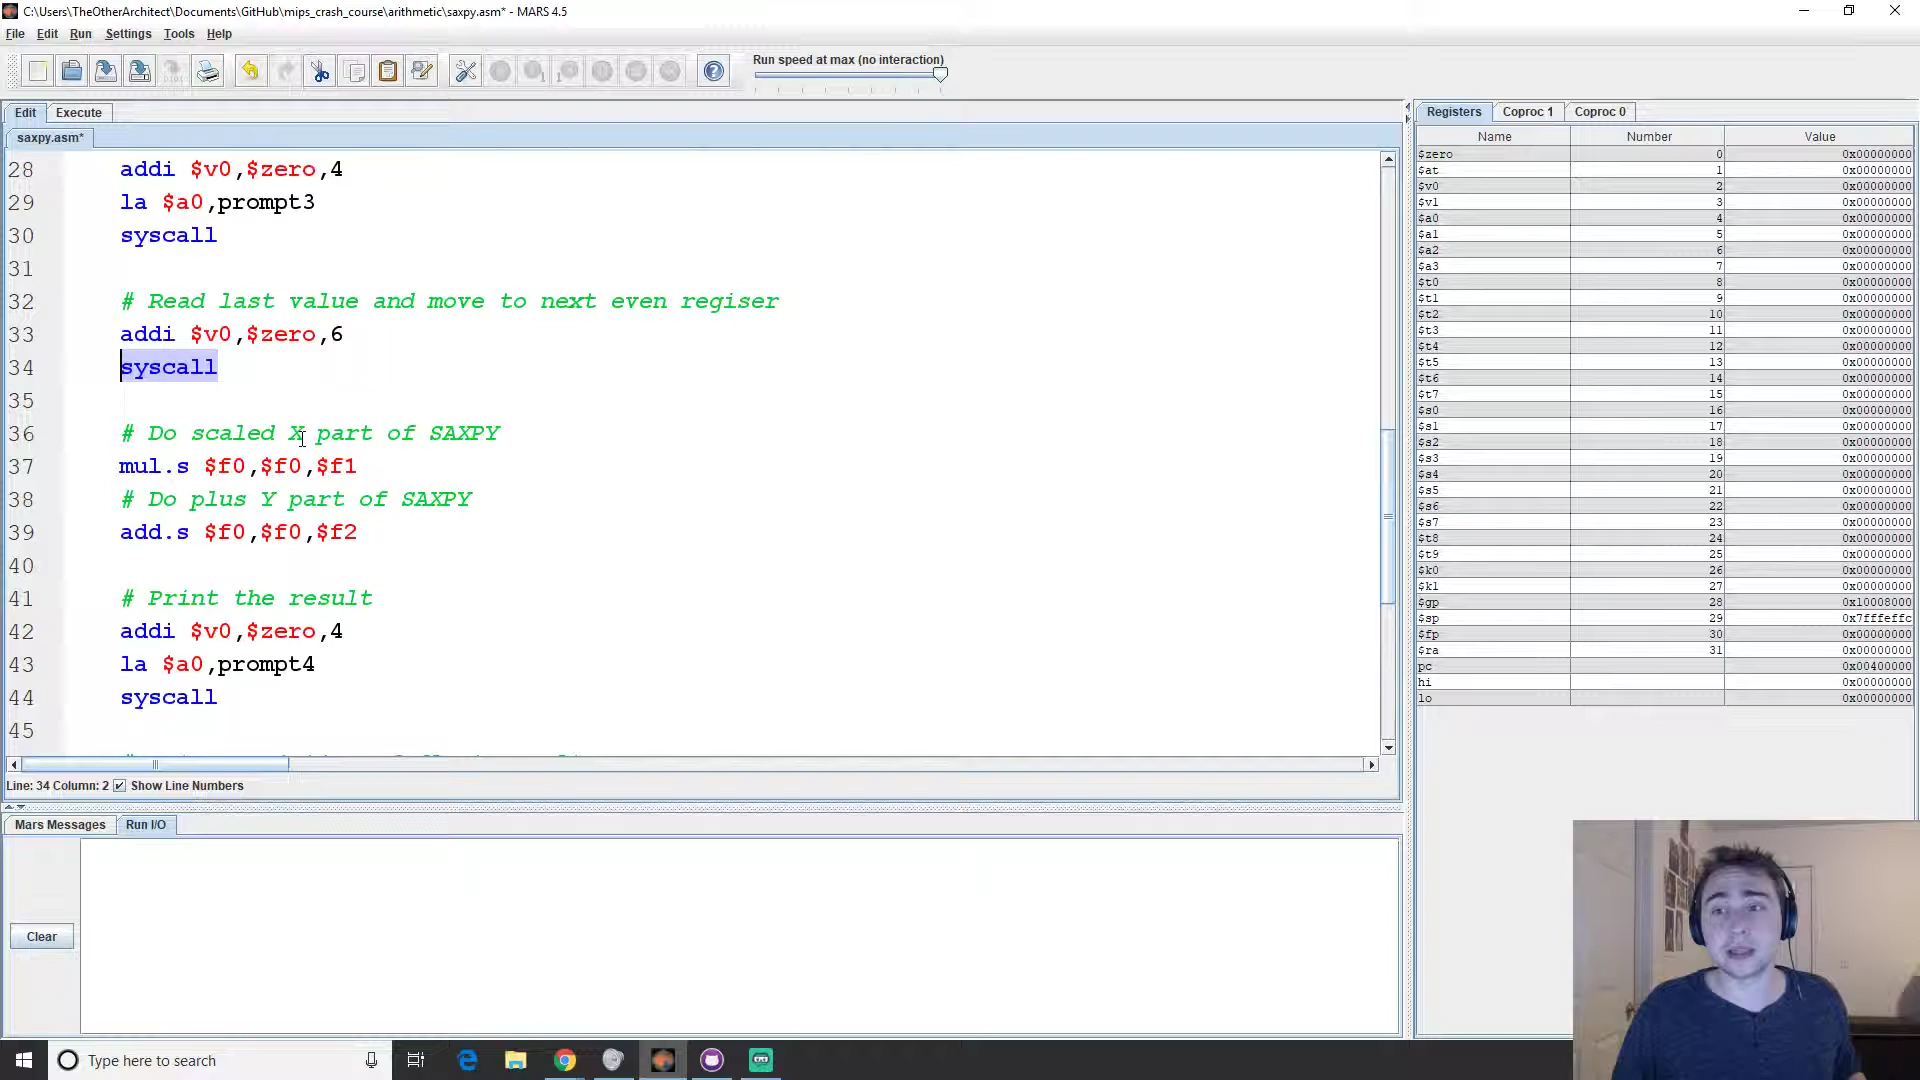 C:\Users\TheOtherArchitect\Documents\GitHub\mips_crash_course\arithmetic\saxpy.asm* - MARS 4.5
File Edit Run Settings Tools Help
Run speed at max (no interaction)
Edit Execute
saxpy.asm*
28 addi $v0,$zero,4
29 la $a0,prompt3
30 syscall
31
32 # Read last value and move to next even regiser
33 addi $v0,$zero,6
34 syscall
35
36 # Do scaled X part of SAXPY
37 mul.s $f0,$f0,$f1
38 # Do plus Y part of SAXPY
39 add.s $f0,$f0,$f2
40
41 # Print the result
42 addi $v0,$zero,4
43 la $a0,prompt4
44 syscall
45
Line: 34 Column: 2 Show Line Numbers
Mars Messages Run I/O
Clear
Registers Coproc 1 Coproc 0
Name Number Value
$zero 0 0x00000000
$at 1 0x00000000
$v0 2 0x00000000
$v1 3 0x00000000
$a0 4 0x00000000
$a1 5 0x00000000
$a2 6 0x00000000
$a3 7 0x00000000
$t0 8 0x00000000
$t1 9 0x00000000
$t2 10 0x00000000
$t3 11 0x00000000
$t4 12 0x00000000
$t5 13 0x00000000
$t6 14 0x00000000
$t7 15 0x00000000
$s0 16 0x00000000
$s1 17 0x00000000
$s2 18 0x00000000
$s3 19 0x00000000
$s4 20 0x00000000
$s5 21 0x00000000
$s6 22 0x00000000
$s7 23 0x00000000
$t8 24 0x00000000
$t9 25 0x00000000
$k0 26 0x00000000
$k1 27 0x00000000
$gp 28 0x10008000
$sp 29 0x7fffeffc
$fp 30 0x00000000
$ra 31 0x00000000
pc 0x00400000
hi 0x00000000
lo 0x00000000
Type here to search